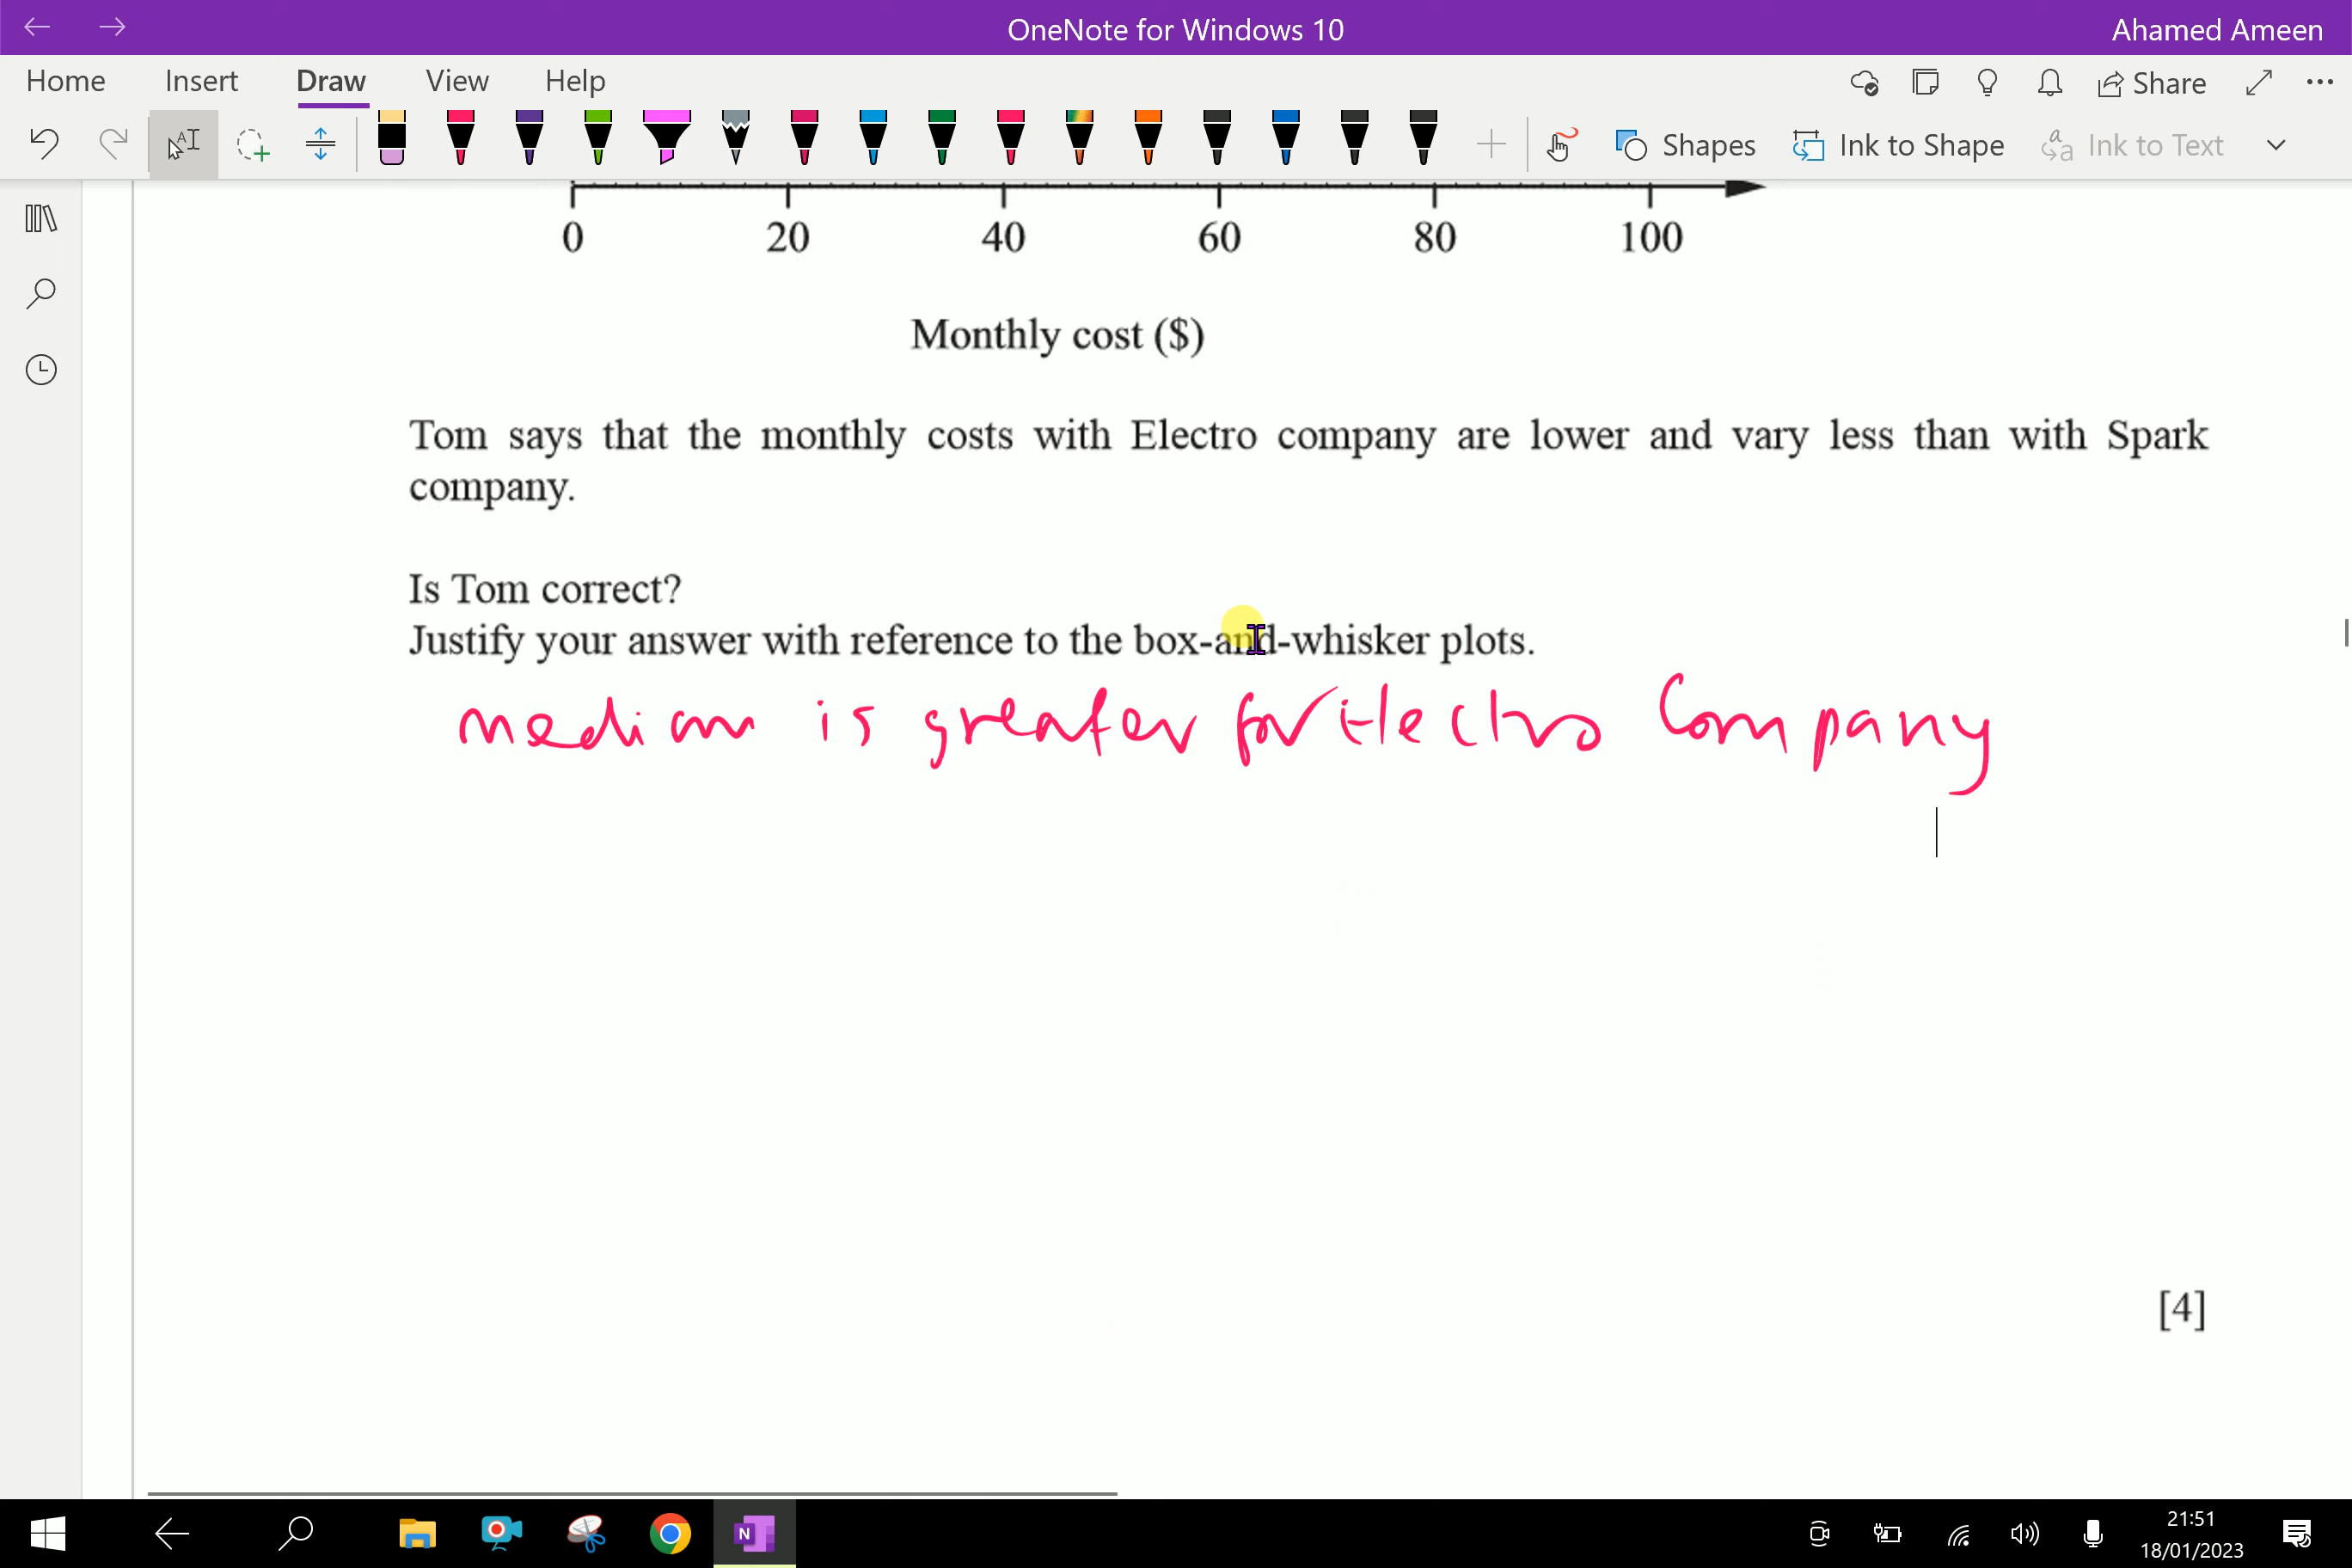 OneNote for Windows 10
Ahamed Ameen
Home Insert Draw View Help
Share
Shapes Ink to Shape Ink to Text
0 20 40 60 80 100
Monthly cost ($)
Tom says that the monthly costs with Electro company are lower and vary less than with Spark
company.
Is Tom correct?
Justify your answer with reference to the box-and-whisker plots.
median is greater for Electro Company
[4]
21:51
18/01/2023